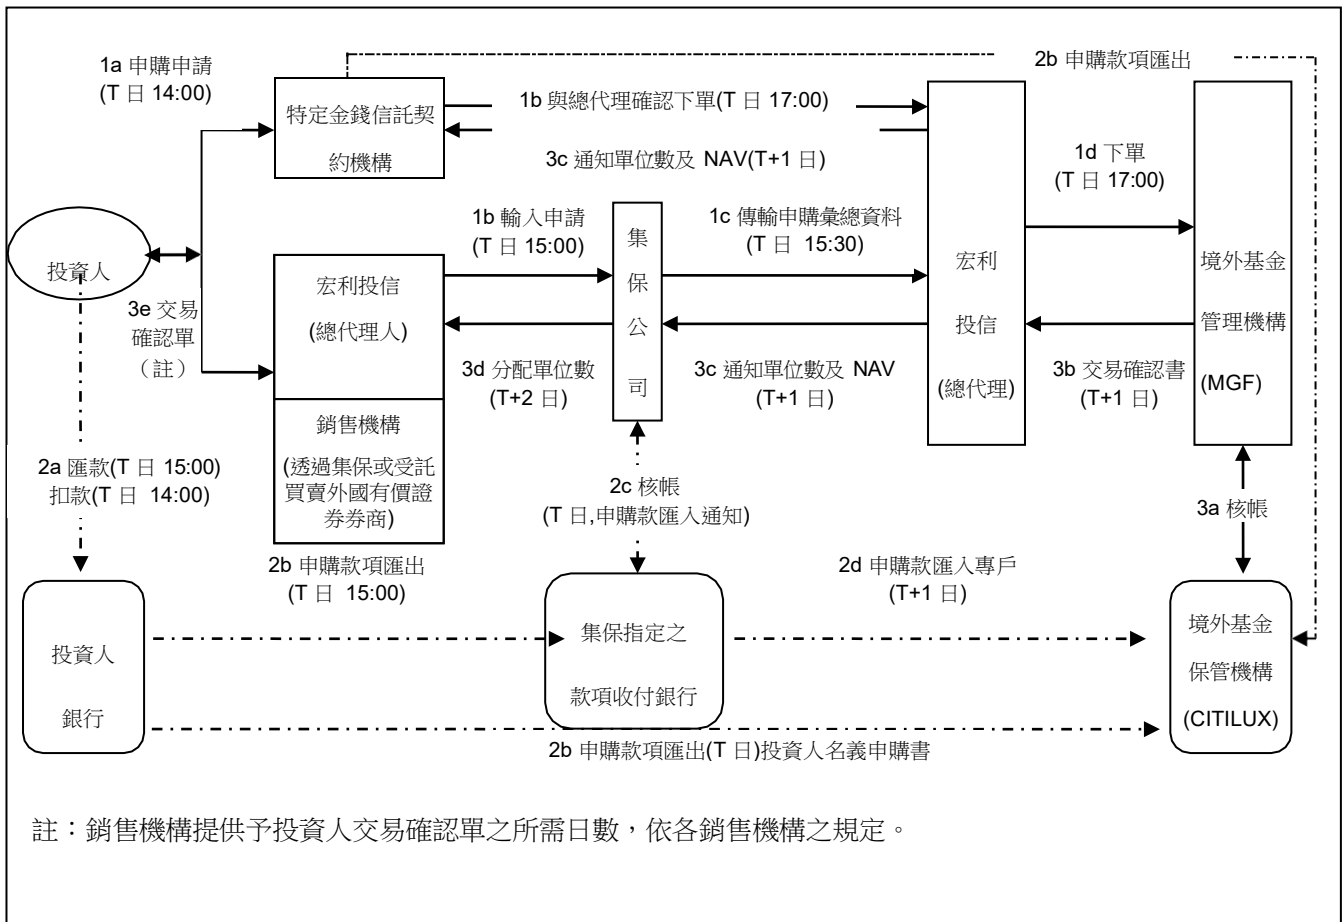 1a 申購申請
(T 日 14:00)
2b 申購款項匯出
特定金錢信託契
約機構
1b 與總代理確認下單(T 日 17:00)
3c 通知單位數及 NAV(T+1 日)
1d 下單
(T 日 17:00)
投資人
3e 交易
確認單
(註)
宏利投信
(總代理人)
銷售機構
(透過集保或受託
買賣外國有價證
券券商)
1b 輸入申請
(T 日 15:00)
3d 分配單位數
(T+2 日)
集
保
公
司
1c 傳輸申購彙總資料
(T 日 15:30)
3c 通知單位數及 NAV
(T+1 日)
宏利
投信
(總代理)
3b 交易確認書
(T+1 日)
境外基金
管理機構
(MGF)
2a 匯款(T 日 15:00)
扣款(T 日 14:00)
2c 核帳
(T 日,申購款匯入通知)
3a 核帳
2b 申購款項匯出
(T 日 15:00)
2d 申購款匯入專戶
(T+1 日)
投資人
銀行
集保指定之
款項收付銀行
境外基金
保管機構
(CITILUX)
2b 申購款項匯出(T 日)投資人名義申購書
註：銷售機構提供予投資人交易確認單之所需日數，依各銷售機構之規定。